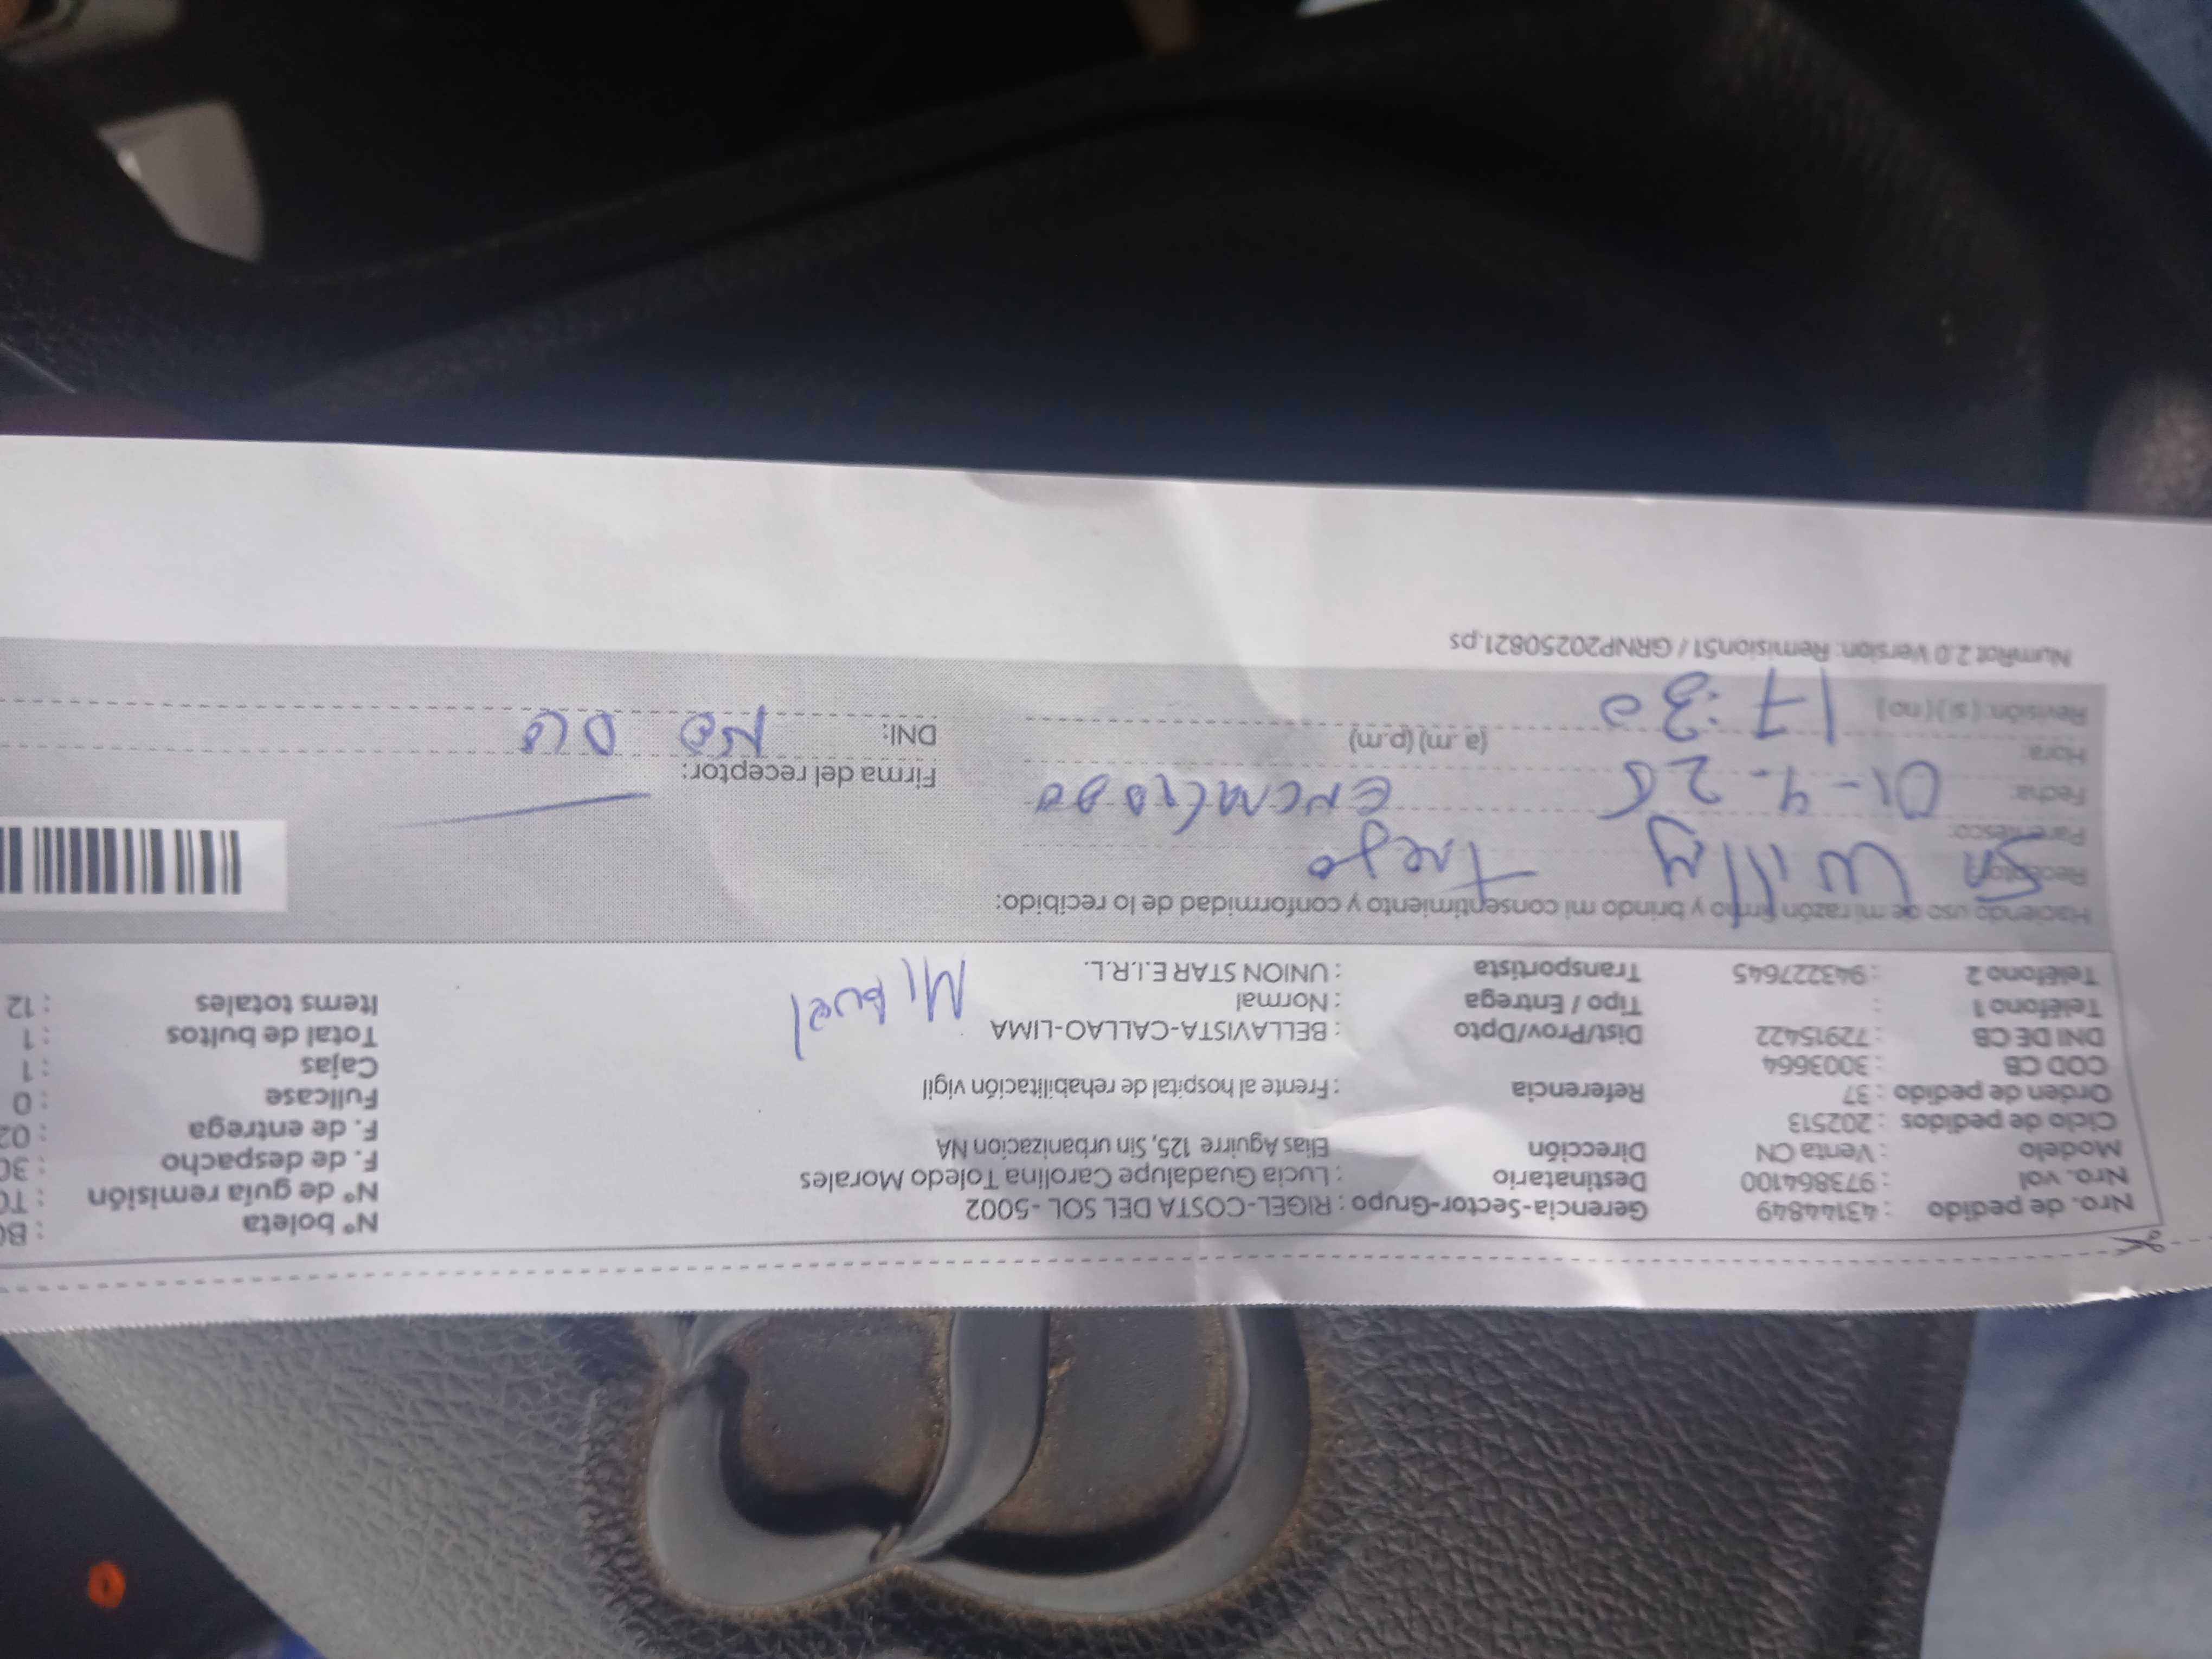 Nro. de pedido : 43144849 Gerencia-Sector-Grupo : RIGEL-COSTA DEL SOL -5002 N° boleta
Nro. vol : 973864100 Destinatario : Lucia Guadalupe Carolina Toledo Morales N° de guía remisión
Modelo : Venta CN Dirección Elias Aguirre 125, Sin urbanizacion NA F. de despacho
Ciclo de pedidos : 202513 F. de entrega
Orden de pedido : 37 Referencia : Frente al hospital de rehabilitación vigil Fullcase : 0
COD CB : 3003664 Cajas : 1
DNI DE CB : 72915422 Dist/Prov/Dpto : BELLAVISTA-CALLAO-LIMA Total de bultos : 1
Teléfono 1 : Tipo / Entrega : Normal Items totales : 12
Teléfono 2 : 943227645 Transportista : UNION STAR E.I.R.L.
Haciendo uso de mi razón firmo y brindo mi consentimiento y conformidad de lo recibido:
Receptor: Willy Trejo
Parentesco:
Fecha: Firma del receptor:
Hora: (a .m) (p.m) DNI: NO DIO
Revisión: ( si ) ( no ) 17:30
NumRot 2.0 Version: Remision51 / GRNP20250821.ps